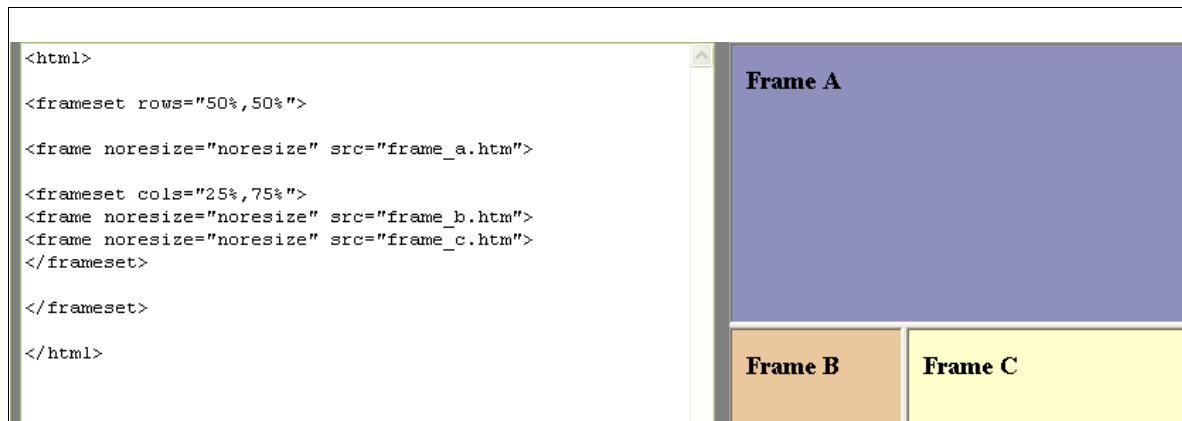 <html>
<frameset rows="50%,50%">
<frame noresize="noresize" src="frame_a.htm">
<frameset cols="25%,75%">
<frame noresize="noresize" src="frame_b.htm">
<frame noresize="noresize" src="frame_c.htm">
</frameset>
</frameset>
</html>
Frame A
Frame B
Frame C